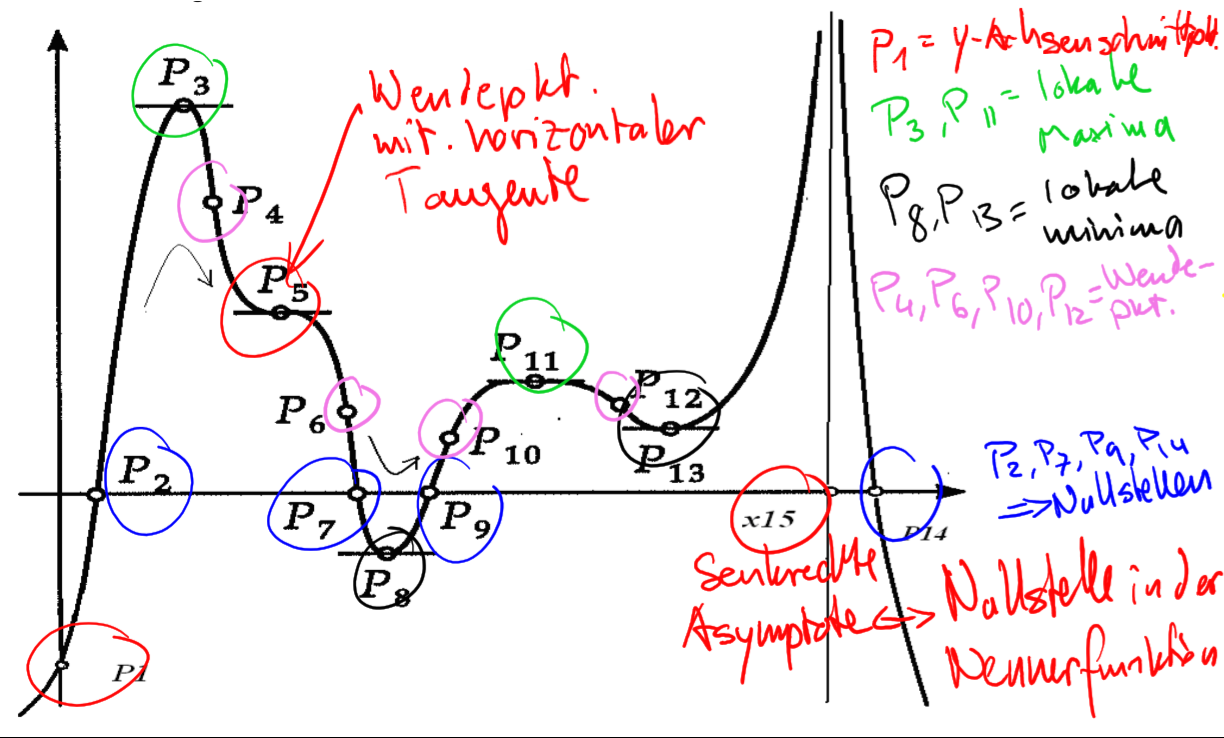 P1 = y-Achsenschnittpkt.
P3, P11 = lokale
Maxima
P8, P13 = lokale
minima
P4, P6, P10, P12 = Wende-
pkt.
Wendepkt.
mit. horizontaler
Tangente
P3
P4
P5
P11
P6
P12
P10
P13
P2
P7
P9
x15
P14
P8
P1
P2, P7, P9, P14
=> Nullstellen
Senkrechte
Asymptote <=> Nullstelle in der
Nennerfunktion